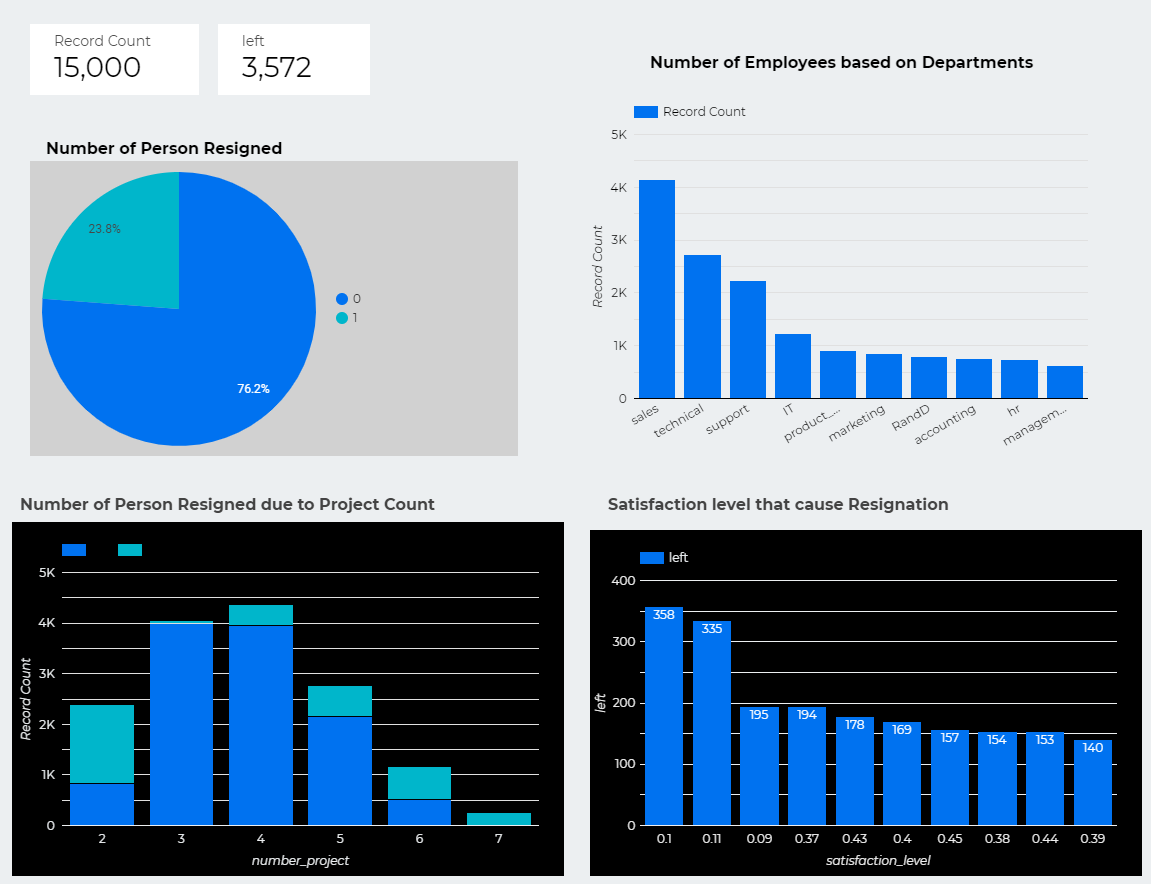 Record Count
15,000
left
3,572
Number of Person Resigned
23.8%
76.2%
0
1
Number of Employees based on Departments
Record Count
5K
4K
3K
2K
1K
0
Record Count
sales
technical
support
IT
product_...
marketing
RandD
accounting
hr
managem...
Number of Person Resigned due to Project Count
5K
4K
3K
2K
1K
0
Record Count
2 3 4 5 6 7
number_project
Satisfaction level that cause Resignation
left
400
300
200
100
0
left
358
335
195
194
178
169
157
154
153
140
0.1 0.11 0.09 0.37 0.43 0.4 0.45 0.38 0.44 0.39
satisfaction_level